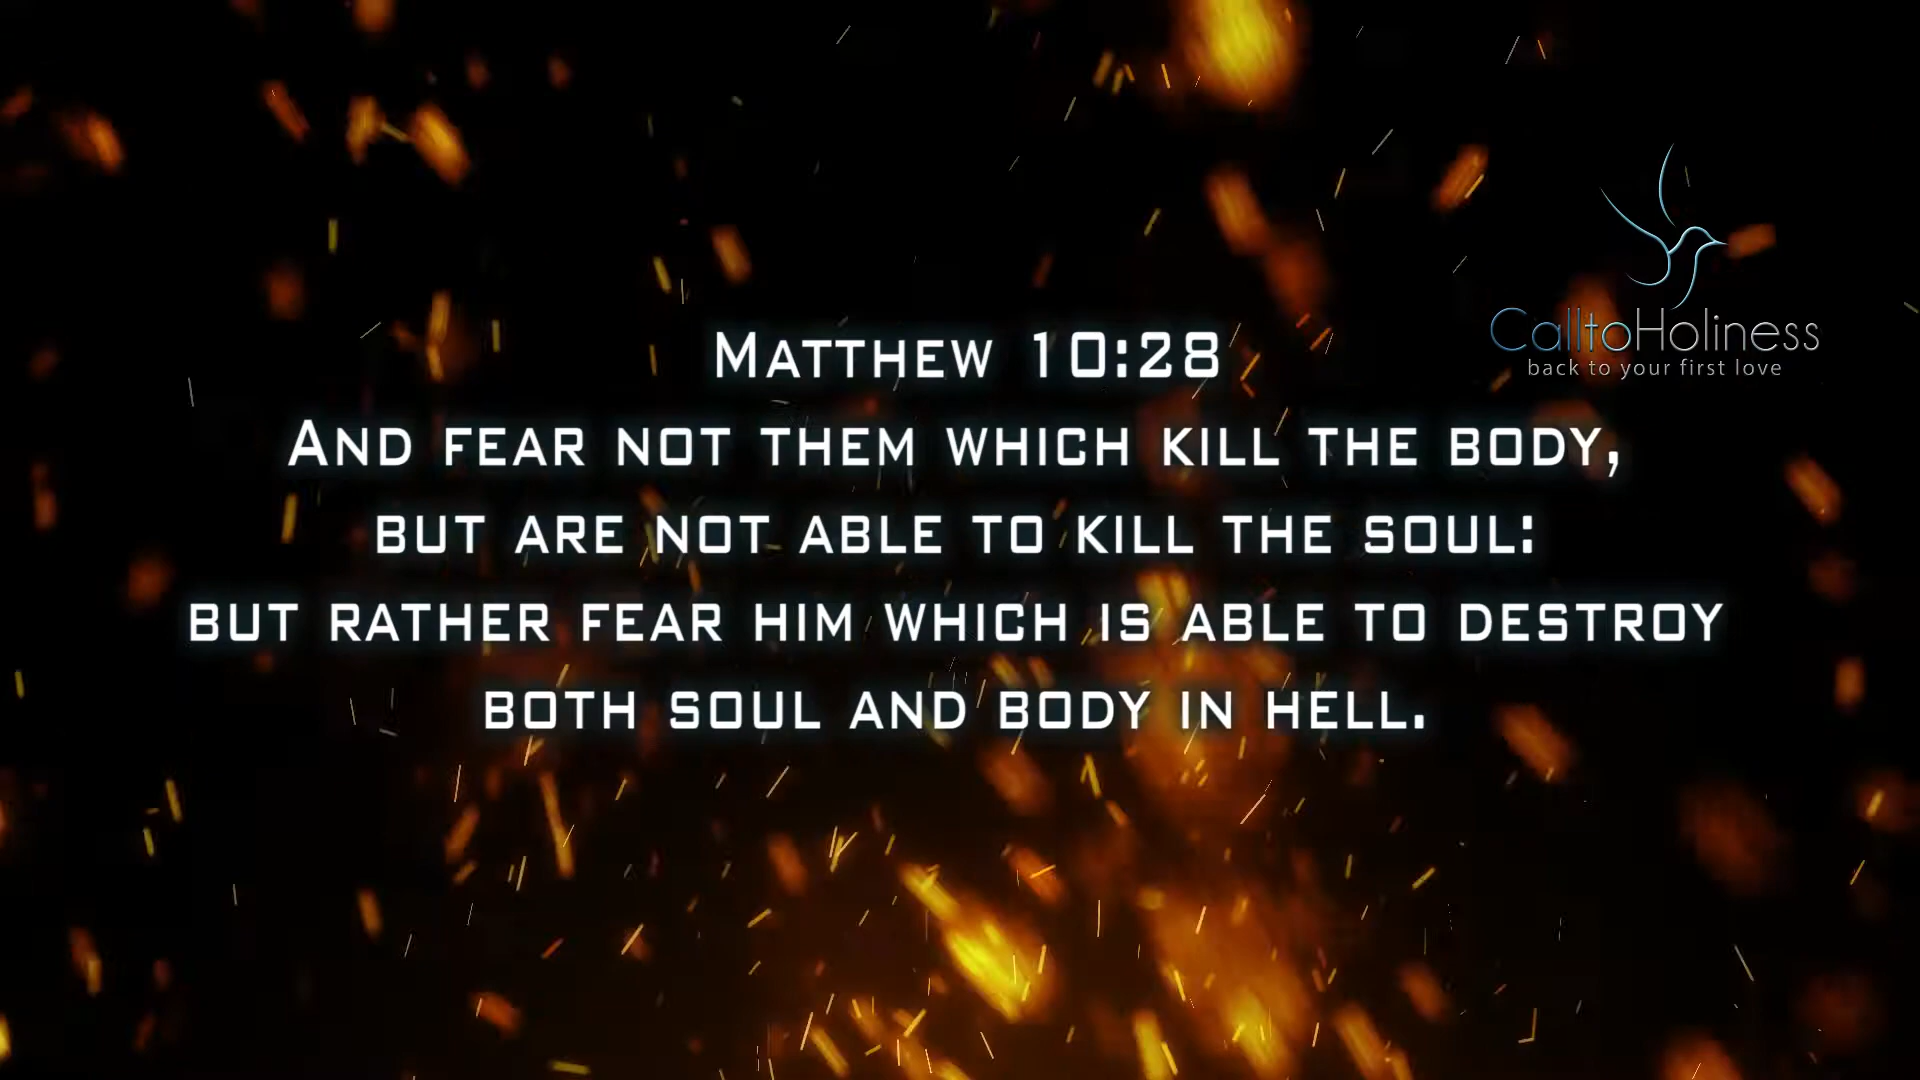 CalltoHoliness
back to your first love
Matthew 10:28
And fear not them which kill the body,
but are not able to kill the soul:
but rather fear him which is able to destroy
both soul and body in hell.